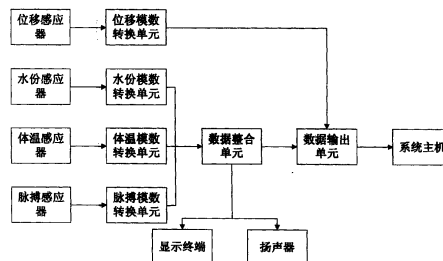 位移感应
器
位移模数
转换单元
水份感应
器
水份模数
转换单元
体温感应
器
体温模数
转换单元
数据整合
单元
数据输出
单元
系统主机
脉搏感应
器
脉搏模数
转换单元
显示终端
扬声器